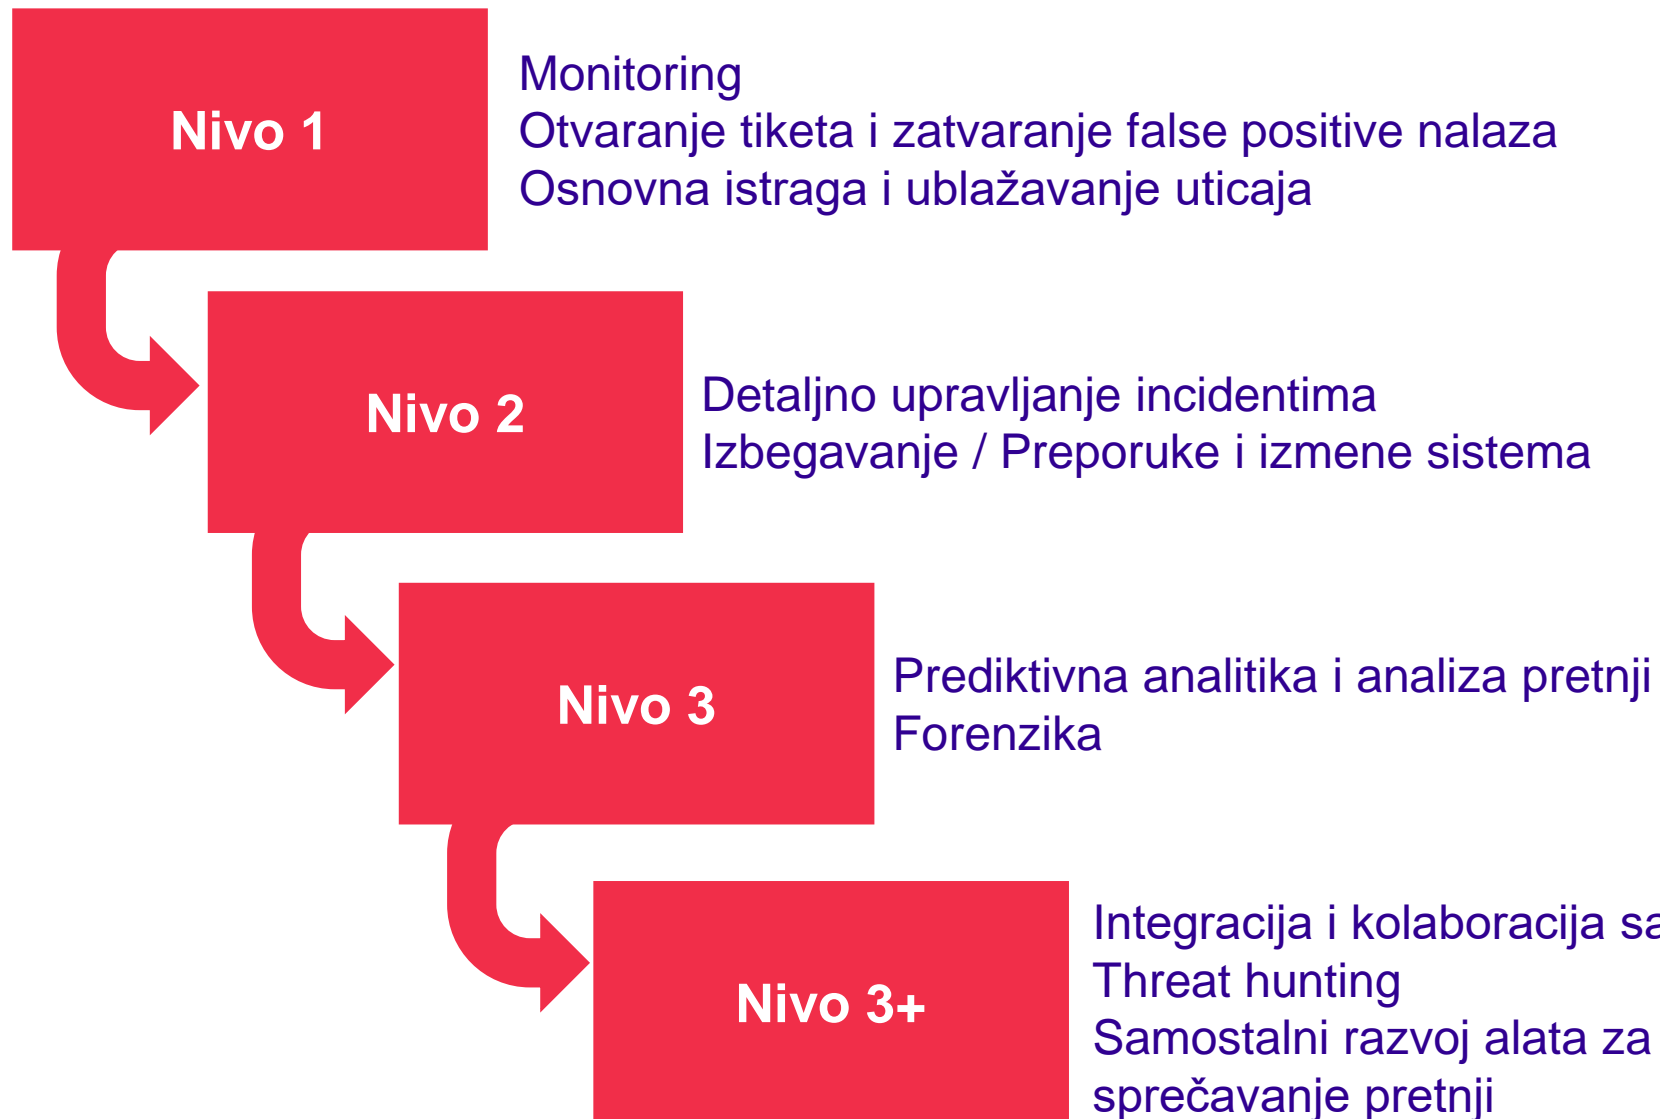 Nivo 1
Monitoring
Otvaranje tiketa i zatvaranje false positive nalaza
Osnovna istraga i ublažavanje uticaja
Nivo 2
Detaljno upravljanje incidentima
Izbegavanje / Preporuke i izmene sistema
Nivo 3
Prediktivna analitika i analiza pretnji
Forenzika
Nivo 3+
Integracija i kolaboracija sa
Threat hunting
Samostalni razvoj alata za
sprečavanje pretnji